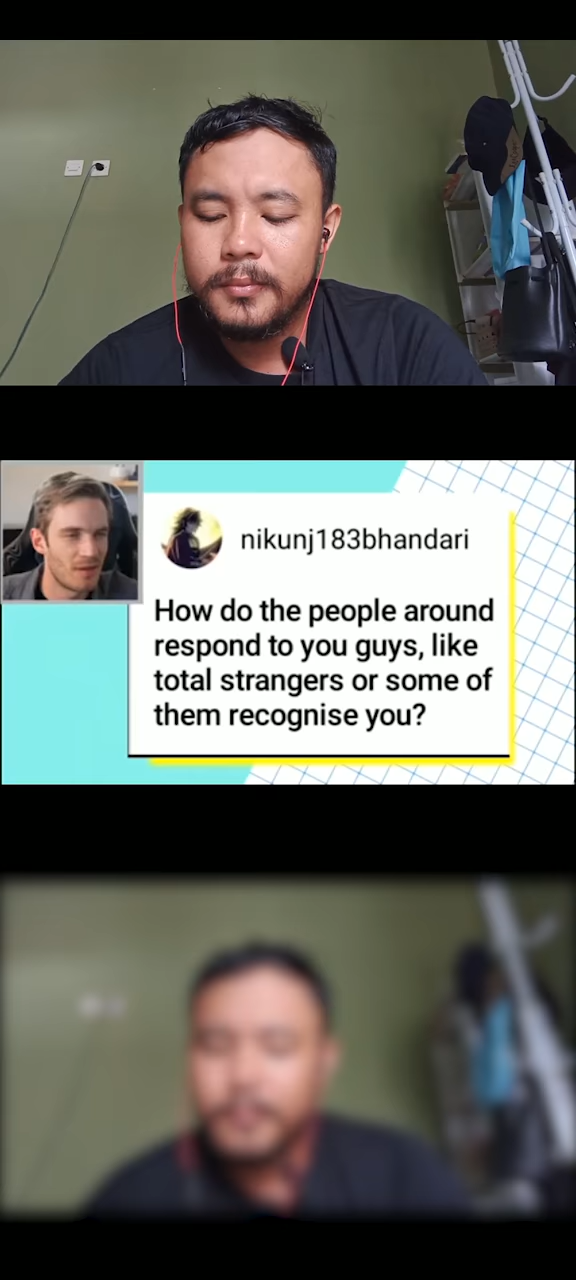 nikunj183bhandari
How do the people around
respond to you guys, like
total strangers or some of
them recognise you?